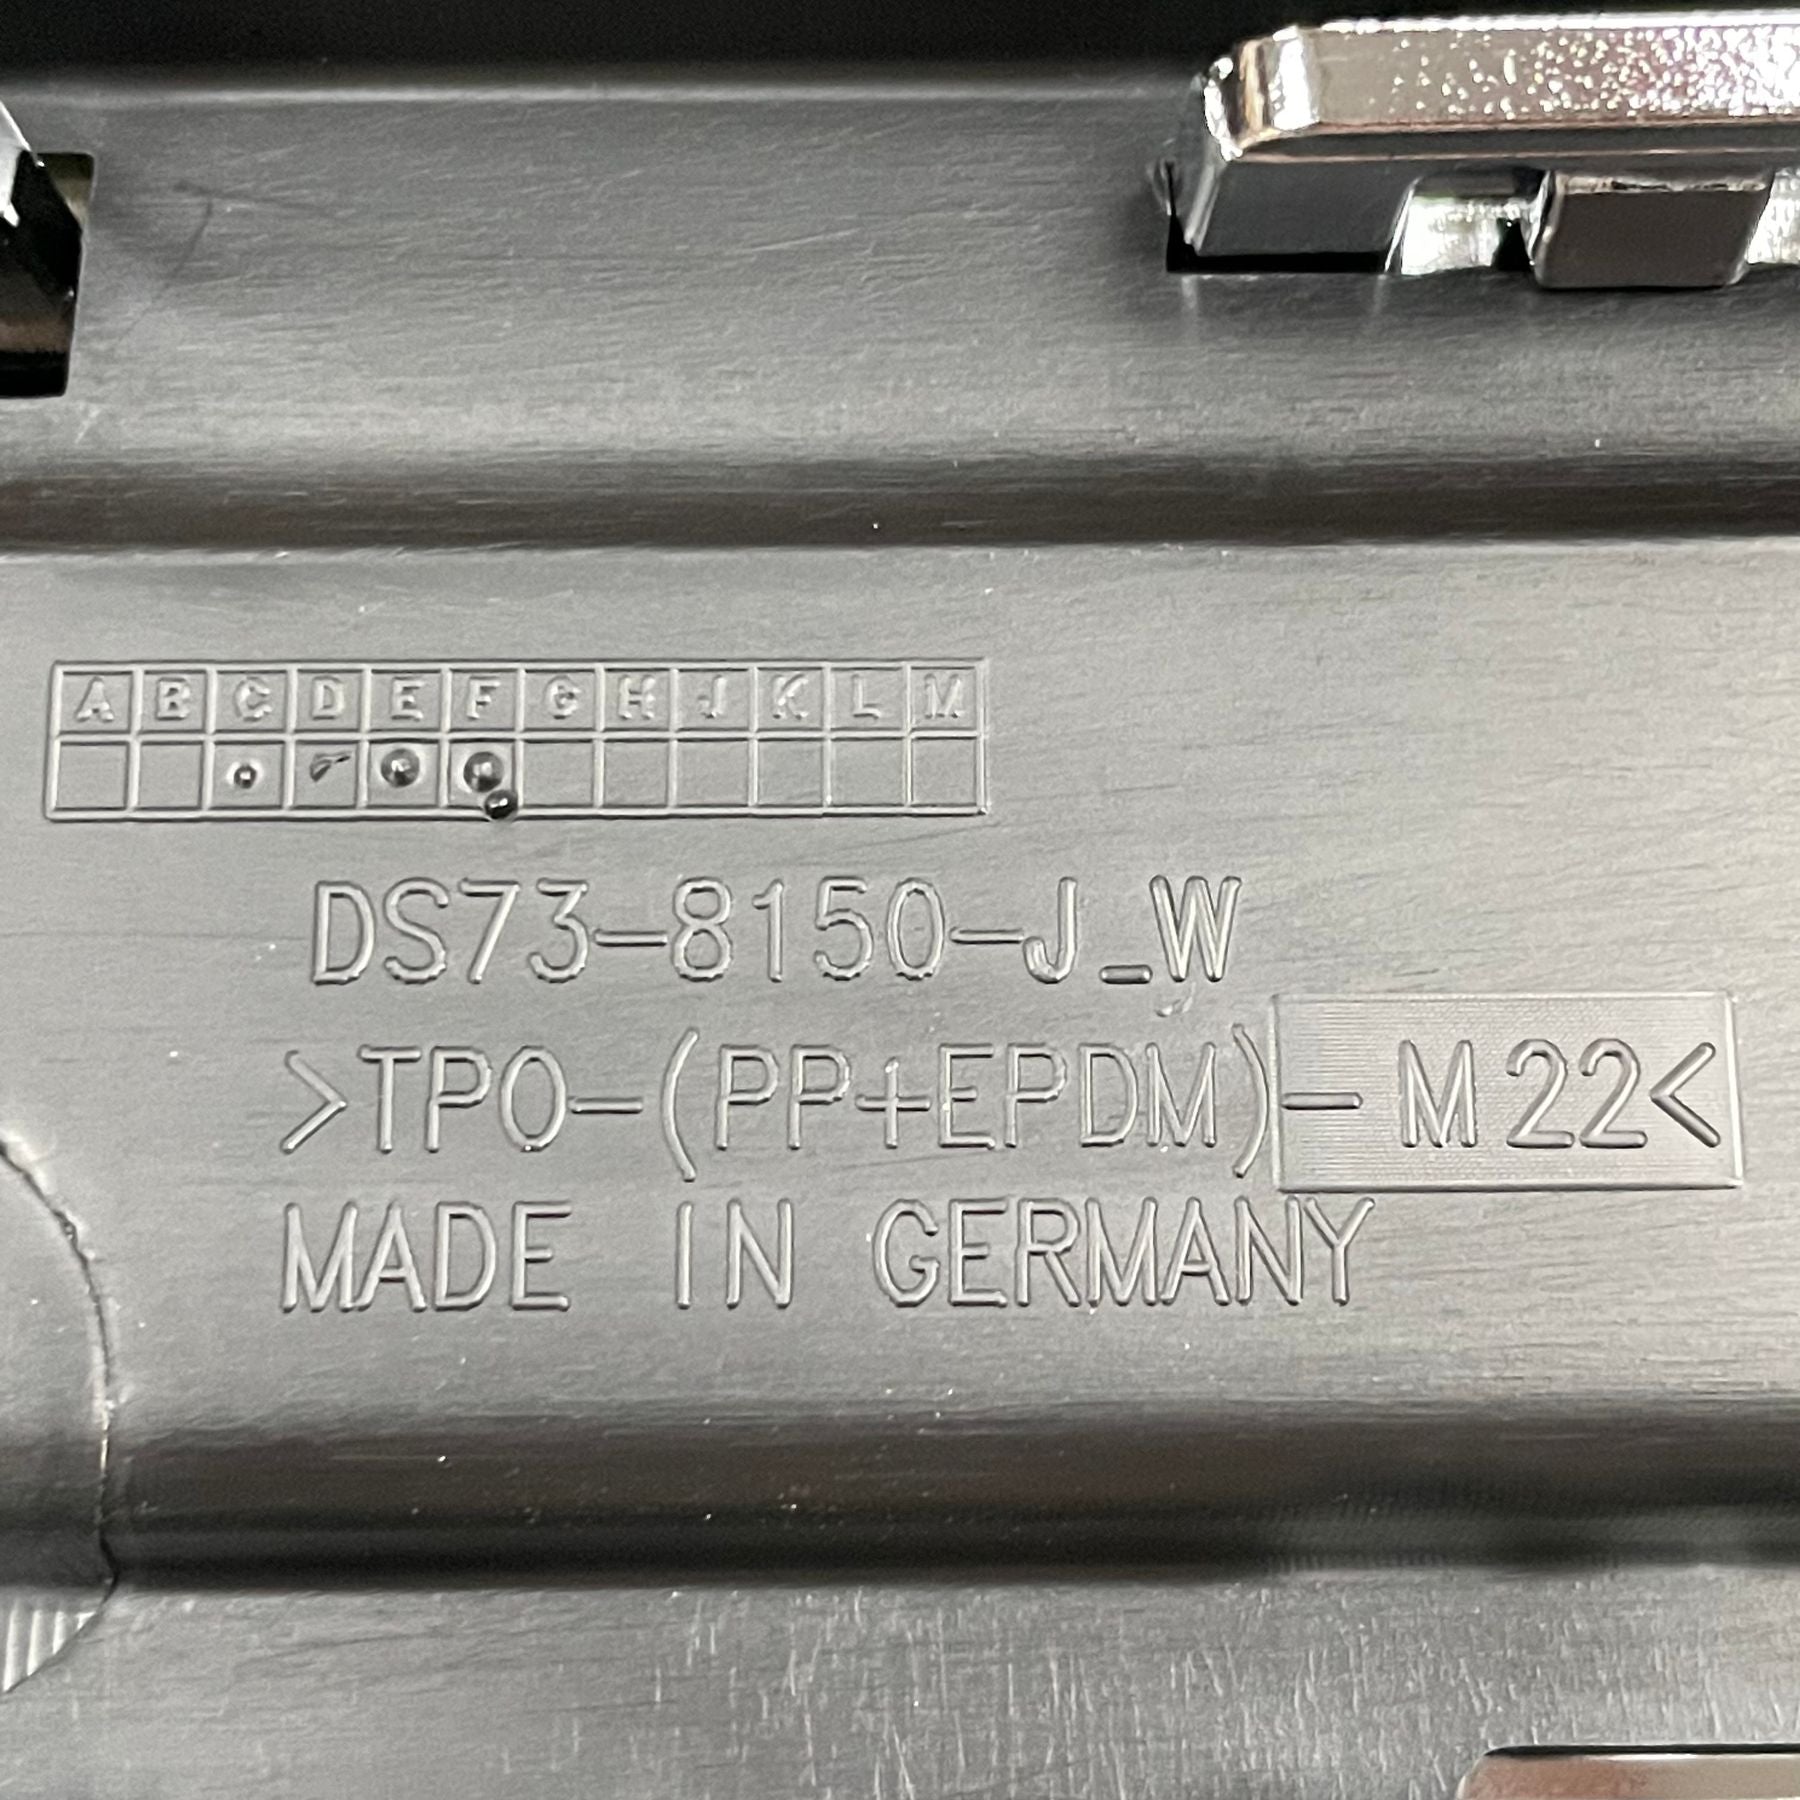 A B C D E F G H J K L M
DS73-8150-J_W
>TPO-(PP+EPDM)-M22<
MADE IN GERMANY